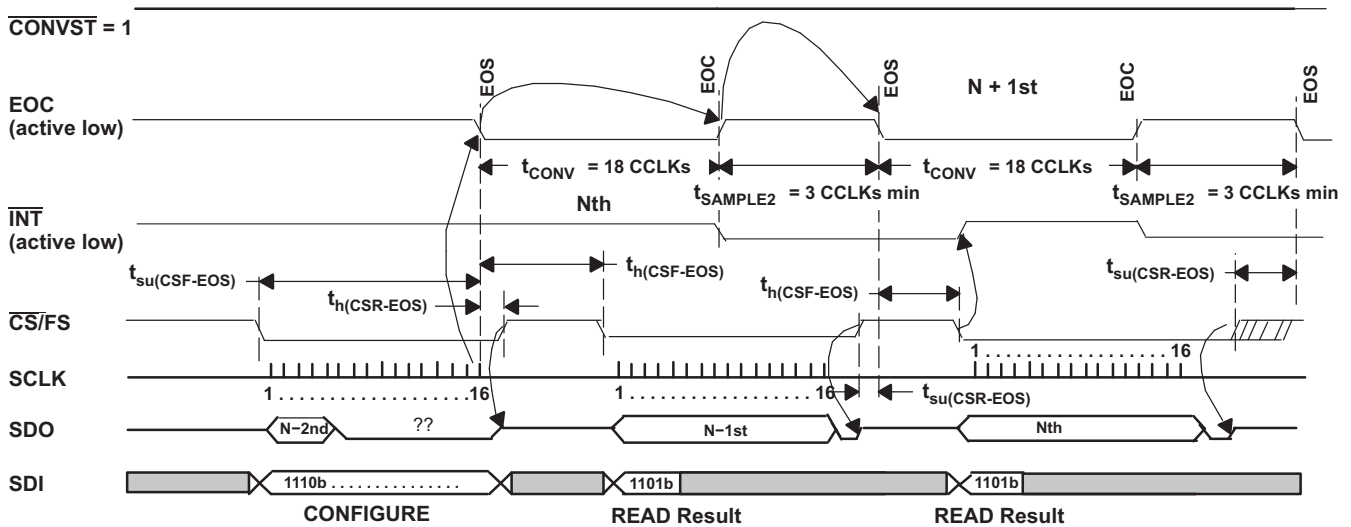 CONVST = 1
EOS
EOC
EOS
N + 1st
EOC
EOS
EOC
(active low)
tCONV = 18 CCLKs
tCONV = 18 CCLKs
tSAMPLE2 = 3 CCLKs min
tSAMPLE2 = 3 CCLKs min
Nth
INT
(active low)
tsu(CSF-EOS)
th(CSF-EOS)
tsu(CSR-EOS)
th(CSR-EOS)
th(CSF-EOS)
CS/FS
1 . . . . . . . . . . . . . . . . . . 16
SCLK
1 . . . . . . . . . . . . . . . . . . . 16
1 . . . . . . . . . . . . . . . . . . 16
tsu(CSR-EOS)
SDO
N−2nd
??
N−1st
Nth
SDI
1110b . . . . . . . . . . . . . . .
1101b
1101b
CONFIGURE
READ Result
READ Result